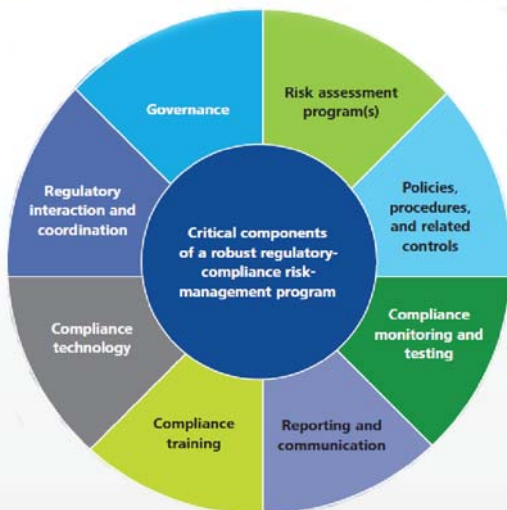 Governance
Risk assessment
program(s)
Policies,
procedures,
and related
controls
Compliance
monitoring and
testing
Reporting and
communication
Compliance
training
Compliance
technology
Regulatory
interaction and
coordination
Critical components
of a robust regulatory-
compliance risk-
management program